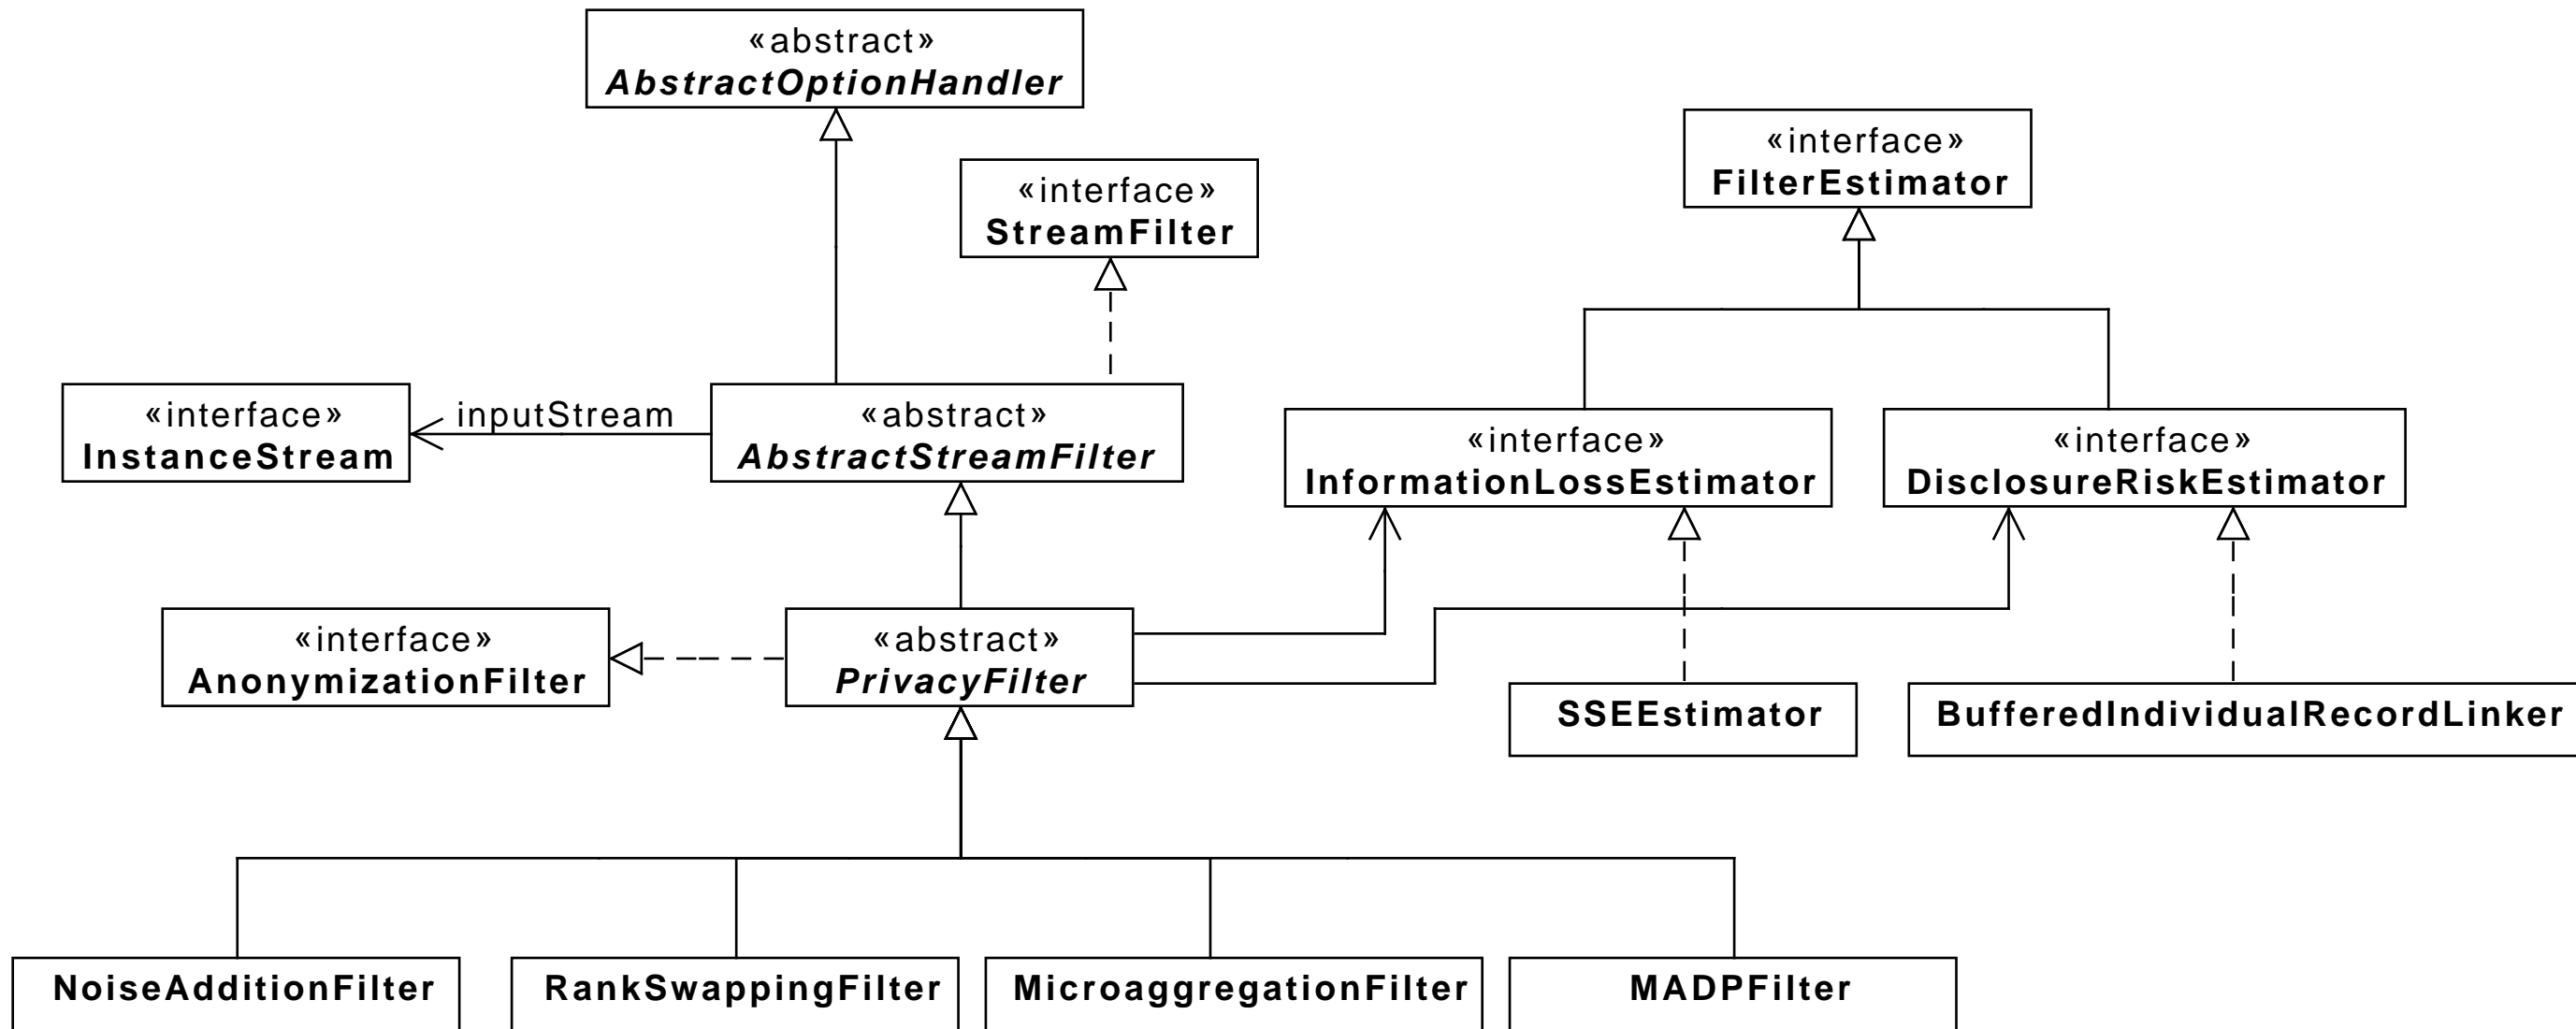 «abstract»
AbstractOptionHandler
«interface»
FilterEstimator
«interface»
StreamFilter
«interface»
InstanceStream
inputStream
«abstract»
AbstractStreamFilter
«interface»
InformationLossEstimator
«interface»
DisclosureRiskEstimator
«interface»
AnonymizationFilter
«abstract»
PrivacyFilter
SSEEstimator
BufferedIndividualRecordLinker
NoiseAdditionFilter
RankSwappingFilter
MicroaggregationFilter
MADPFilter